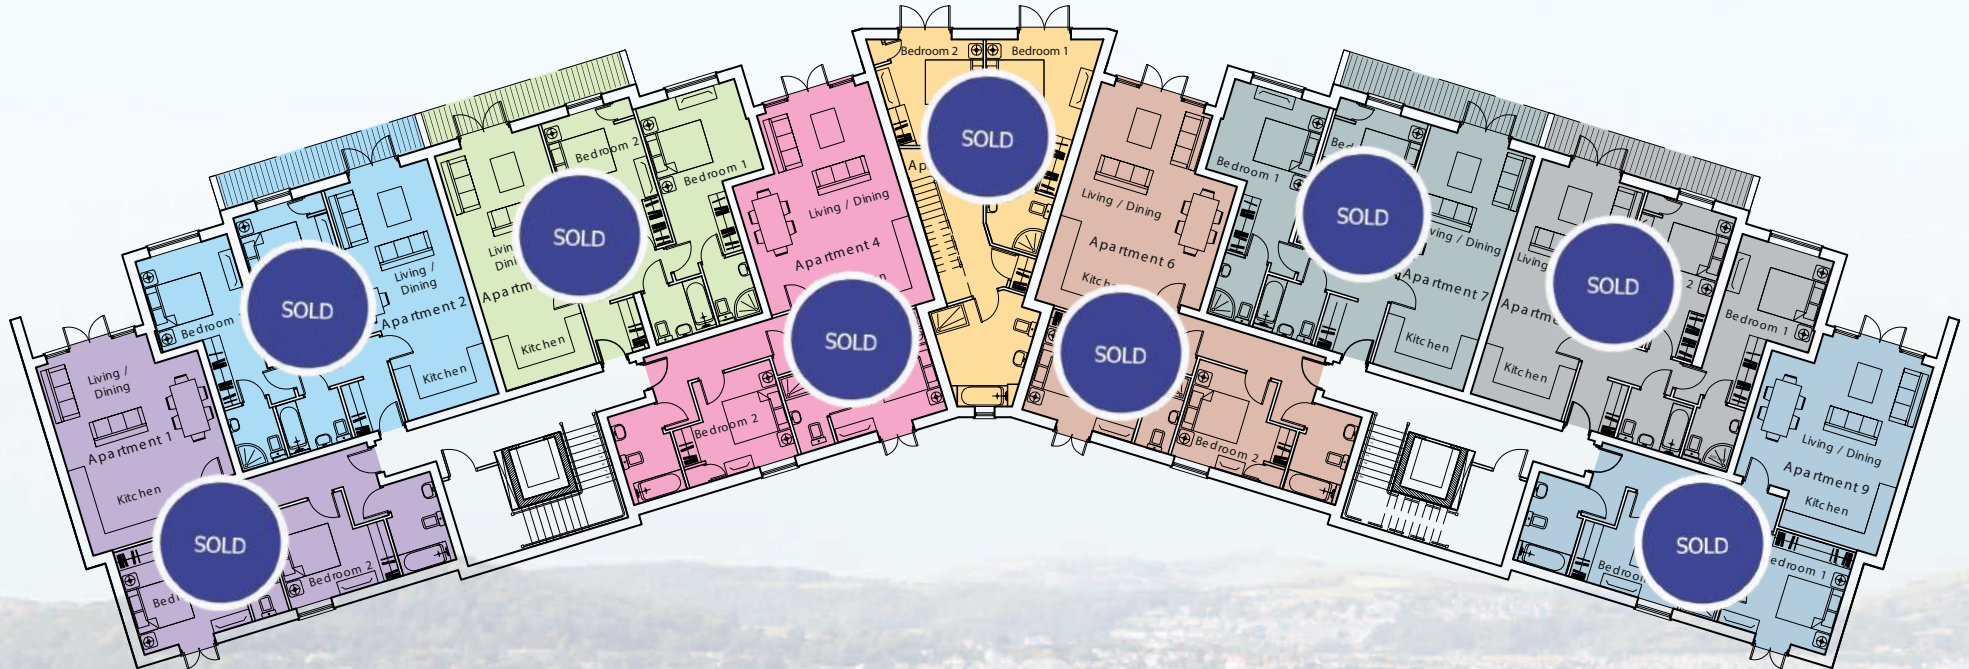 Bedroom 2
Bedroom 1
SOLD
Living / Dining
Apartment 1
Kitchen
Bedroom 2
SOLD
Bedroom
Living /
Dining
Apartment 2
Kitchen
SOLD
Bedroom 2
Bedroom 1
Kitchen
SOLD
Living / Dining
Apartment 4
Bedroom 2
SOLD
Living / Dining
Apartment 6
Bedroom 2
SOLD
Bedroom 1
Living / Dining
Apartment 7
Kitchen
SOLD
Living
2
Bedroom 1
Kitchen
SOLD
Living / Dining
Apartment 9
Kitchen
Bedroom 1
SOLD